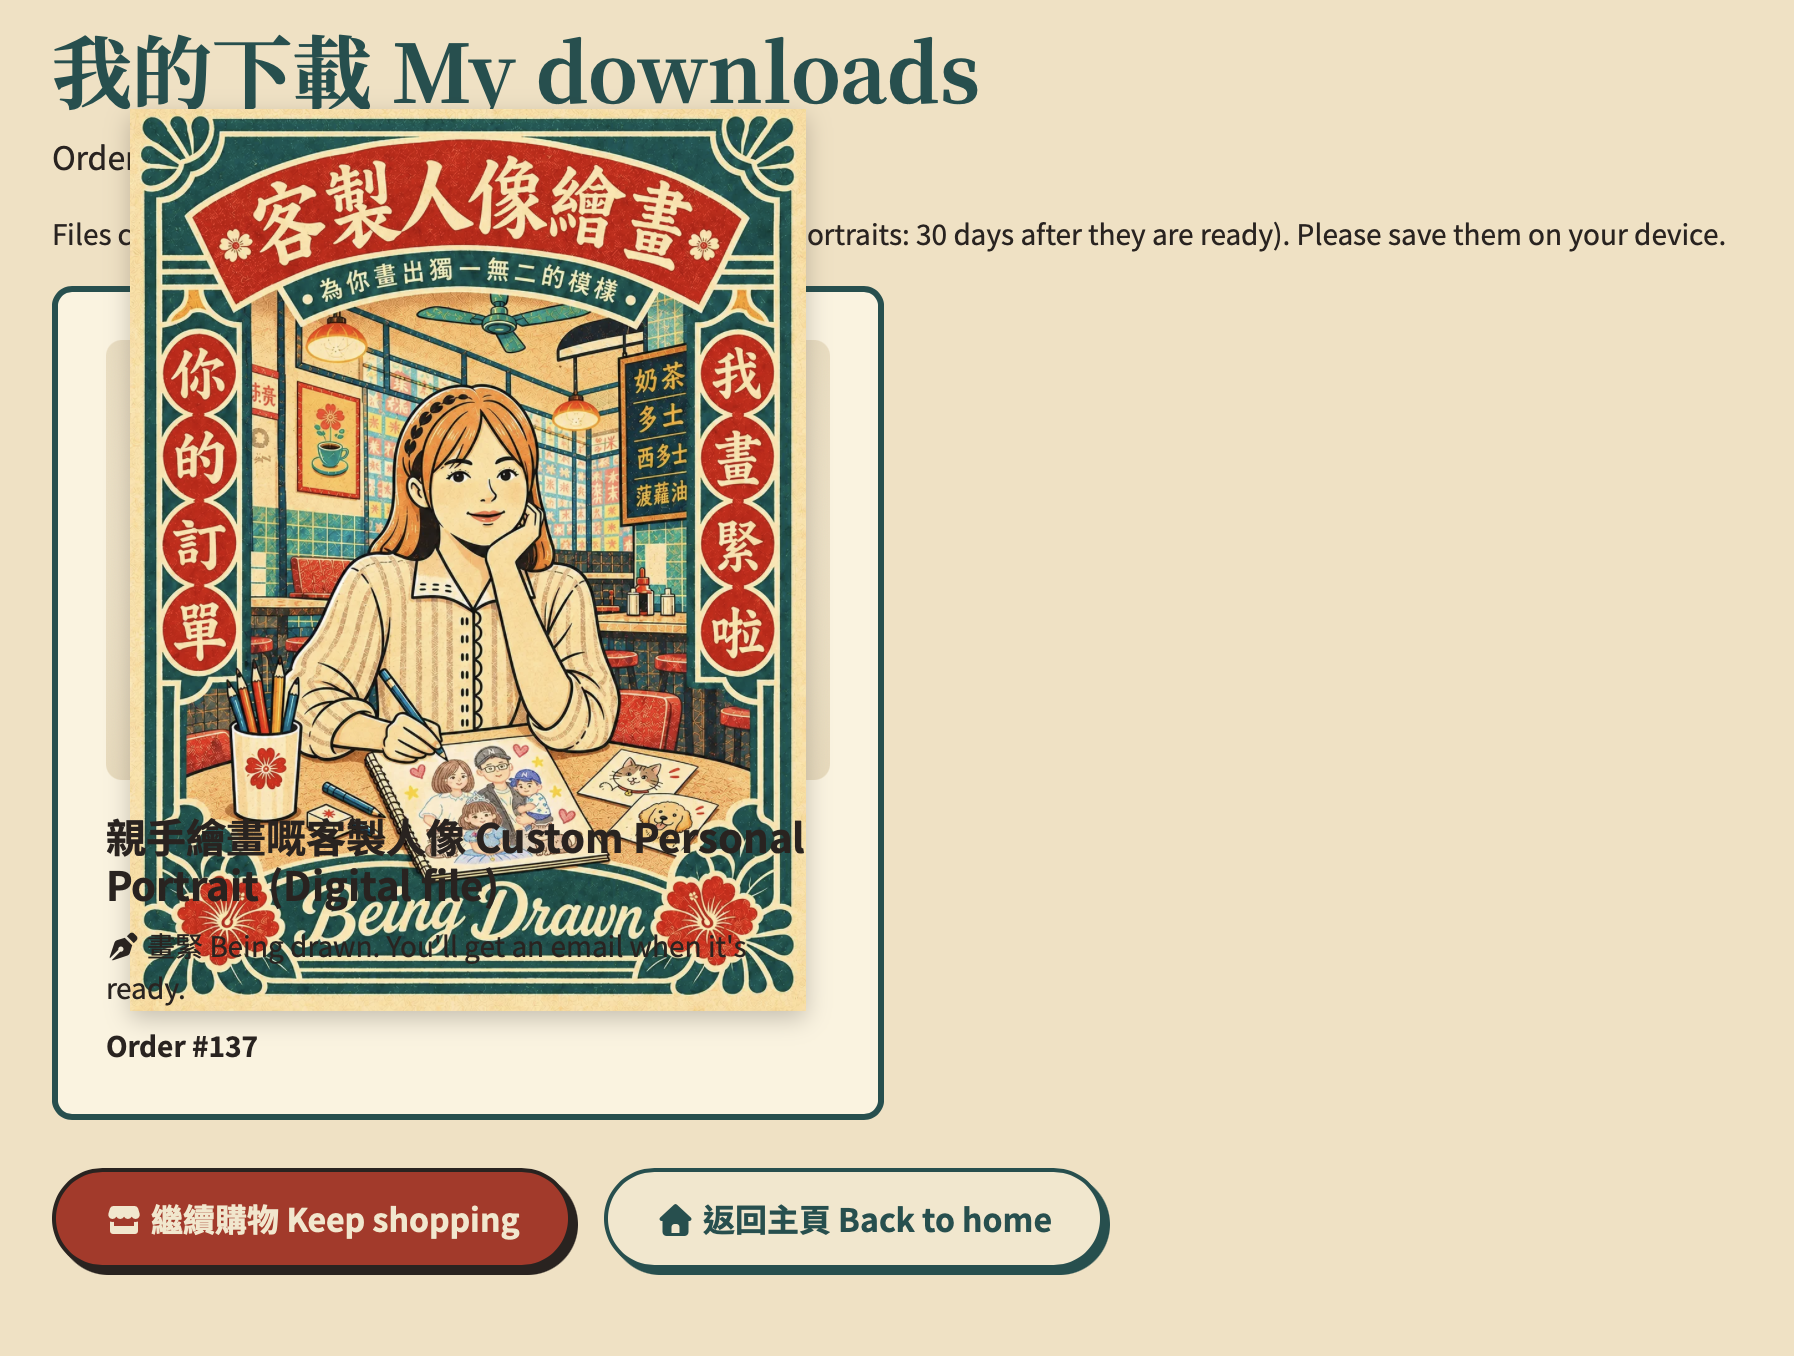 我的下載 My downloads
Order
Files
ortraits: 30 days after they are ready). Please save them on your device.
客製人像繪畫
•為你畫出獨一無二的模樣•
你的訂單
我畫緊啦
奶茶
多士
西多士
菠蘿油
親手繪畫嘅客製人像 Custom Personal
Portrait (Digital file)
Being Drawn
畫緊 Being drawn. You'll get an email when it's
ready.
Order #137
繼續購物 Keep shopping
返回主頁 Back to home